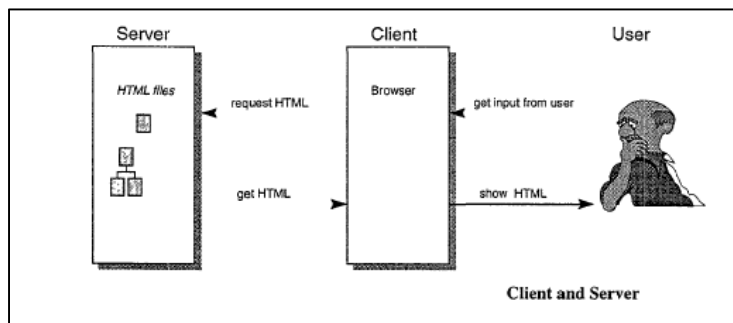 Server Client User
HTML files
Browser
request HTML get input from user
get HTML show HTML
Client and Server